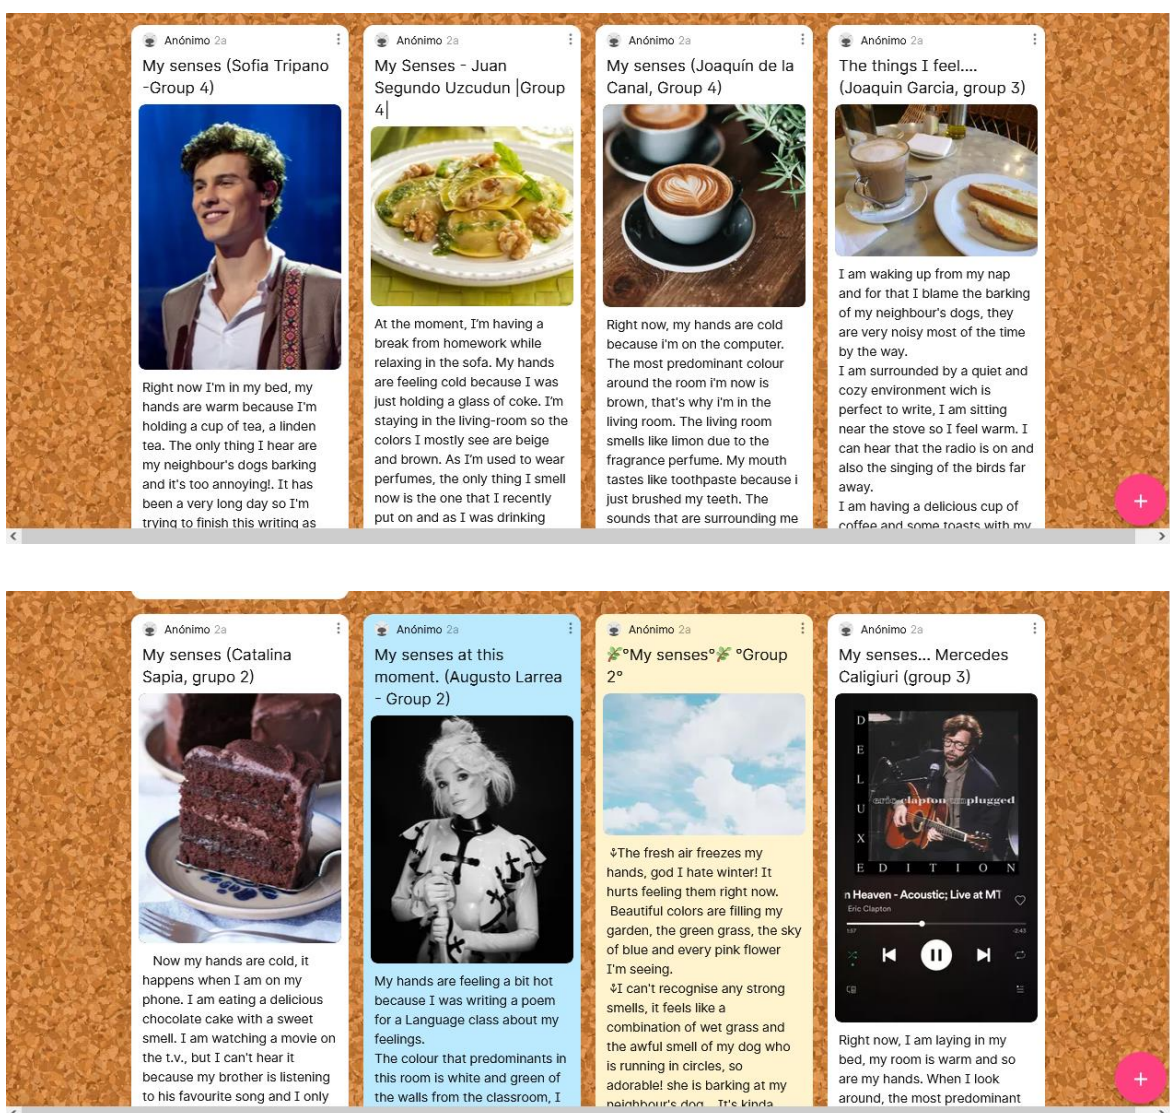 Anónimo 2a
My senses (Sofia Tripano
-Group 4)
Right now I'm in my bed, my
hands are warm because I'm
holding a cup of tea, a linden
tea. The only thing I hear are
my neighbour's dogs barking
and it's too annoying!. It has
been a very long day so I'm
trying to finish this writing as
Anónimo 2a
My Senses - Juan
Segundo Uzcudun |Group
4|
At the moment, I'm having a
break from homework while
relaxing in the sofa. My hands
are feeling cold because I was
just holding a glass of coke. I'm
staying in the living-room so the
colors I mostly see are beige
and brown. As I'm used to wear
perfumes, the only thing I smell
now is the one that I recently
put on and as I was drinking
Anónimo 2a
My senses (Joaquín de la
Canal, Group 4)
Right now, my hands are cold
because i'm on the computer.
The most predominant colour
around the room i'm now is
brown, that's why i'm in the
living room. The living room
smells like limon due to the
fragrance perfume. My mouth
tastes like toothpaste because i
just brushed my teeth. The
sounds that are surrounding me
Anónimo 2a
The things I feel....
(Joaquin Garcia, group 3)
I am waking up from my nap
and for that I blame the barking
of my neighbour's dogs, they
are very noisy most of the time
by the way.
I am surrounded by a quiet and
cozy environment wich is
perfect to write, I am sitting
near the stove so I feel warm. I
can hear that the radio is on and
also the singing of the birds far
away.
I am having a delicious cup of
coffee and some toasts with my
Anónimo 2a
My senses (Catalina
Sapia, grupo 2)
Now my hands are cold, it
happens when I am on my
phone. I am eating a delicious
chocolate cake with a sweet
smell. I am watching a movie on
the t.v., but I can't hear it
because my brother is listening
to his favourite song and I only
Anónimo 2a
My senses at this
moment. (Augusto Larrea
- Group 2)
My hands are feeling a bit hot
because I was writing a poem
for a Language class about my
feelings.
The colour that predominants in
this room is white and green of
the walls from the classroom, I
Anónimo 2a
🌿°My senses°🌿 °Group
2°
⚘The fresh air freezes my
hands, god I hate winter! It
hurts feeling them right now.
Beautiful colors are filling my
garden, the green grass, the sky
of blue and every pink flower
I'm seeing.
⚘I can't recognise any strong
smells, it feels like a
combination of wet grass and
the awful smell of my dog who
is running in circles, so
adorable! she is barking at my
neighbour's dog... It's kinda
Anónimo 2a
My senses... Mercedes
Caligiuri (group 3)
DELUXE
eric clapton unplugged
EDITION
n Heaven - Acoustic; Live at MT
Eric Clapton
1:57 -2:43
Right now, I am laying in my
bed, my room is warm and so
are my hands. When I look
around, the most predominant